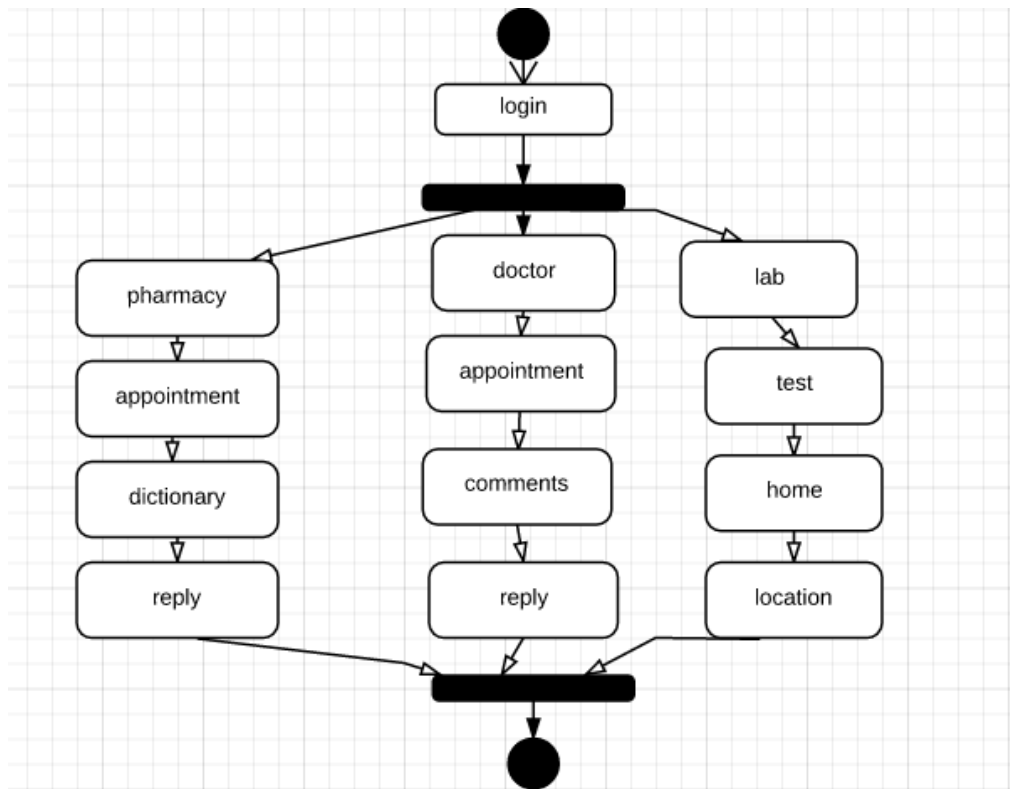 login
pharmacy
appointment
dictionary
reply
doctor
appointment
comments
reply
lab
test
home
location